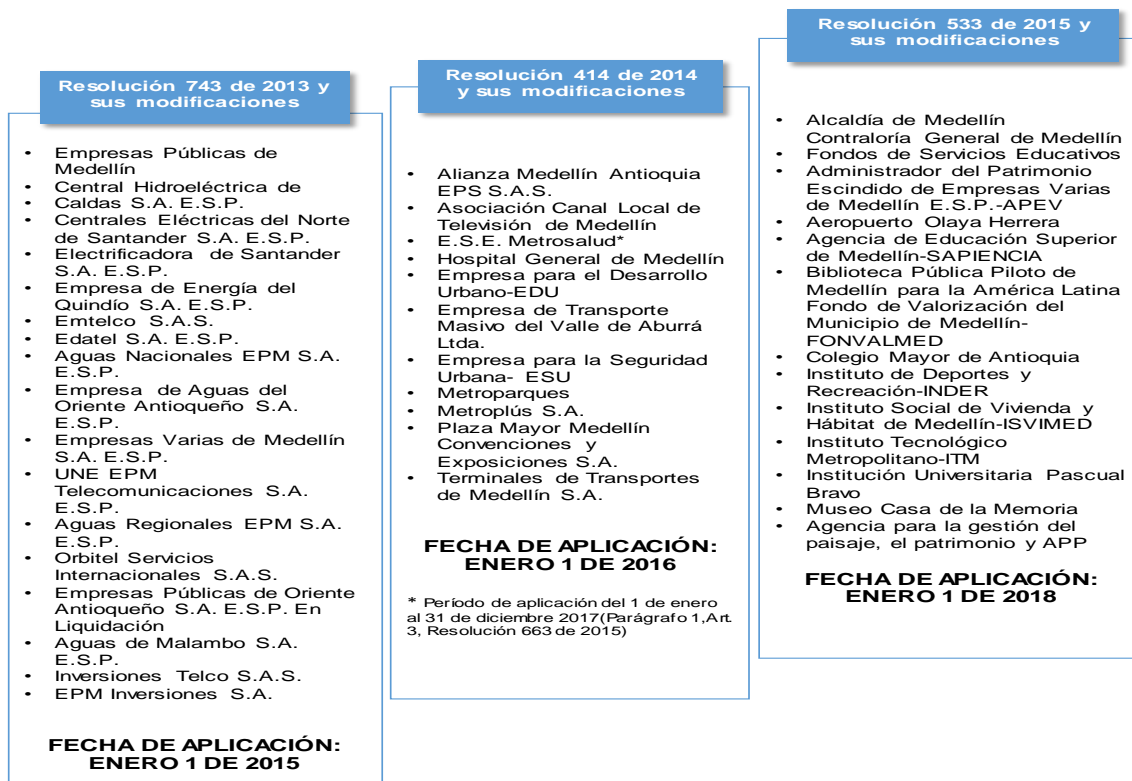 Resolución 743 de 2013 y
sus modificaciones
• Empresas Públicas de
Medellín
• Central Hidroeléctrica de
• Caldas S.A. E.S.P.
• Centrales Eléctricas del Norte
de Santander S.A. E.S.P.
• Electrificadora de Santander
S.A. E.S.P.
• Empresa de Energía del
Quindío S.A. E.S.P.
• Emtelco S.A.S.
• Edatel S.A. E.S.P.
• Aguas Nacionales EPM S.A.
E.S.P.
• Empresa de Aguas del
Oriente Antioqueño S.A.
E.S.P.
• Empresas Varias de Medellín
S.A. E.S.P.
• UNE EPM
Telecomunicaciones S.A.
E.S.P.
• Aguas Regionales EPM S.A.
E.S.P.
• Orbitel Servicios
Internacionales S.A.S.
• Empresas Públicas de Oriente
Antioqueño S.A. E.S.P. En
Liquidación
• Aguas de Malambo S.A.
E.S.P.
• Inversiones Telco S.A.S.
• EPM Inversiones S.A.
FECHA DE APLICACIÓN:
ENERO 1 DE 2015
Resolución 414 de 2014
y sus modificaciones
• Alianza Medellín Antioquia
EPS S.A.S.
• Asociación Canal Local de
Televisión de Medellín
• E.S.E. Metrosalud*
• Hospital General de Medellín
• Empresa para el Desarrollo
Urbano-EDU
• Empresa de Transporte
Masivo del Valle de Aburrá
Ltda.
• Empresa para la Seguridad
Urbana- ESU
• Metroparques
• Metroplús S.A.
• Plaza Mayor Medellín
Convenciones y
Exposiciones S.A.
• Terminales de Transportes
de Medellín S.A.
FECHA DE APLICACIÓN:
ENERO 1 DE 2016
* Período de aplicación del 1 de enero
al 31 de diciembre 2017(Parágrafo 1,Art.
3, Resolución 663 de 2015)
Resolución 533 de 2015 y
sus modificaciones
• Alcaldía de Medellín
Contraloría General de Medellín
• Fondos de Servicios Educativos
• Administrador del Patrimonio
Escindido de Empresas Varias
de Medellín E.S.P.-APEV
• Aeropuerto Olaya Herrera
• Agencia de Educación Superior
de Medellín-SAPIENCIA
• Biblioteca Pública Piloto de
Medellín para la América Latina
Fondo de Valorización del
Municipio de Medellín-
FONVALMED
• Colegio Mayor de Antioquia
• Instituto de Deportes y
Recreación-INDER
• Instituto Social de Vivienda y
Hábitat de Medellín-ISVIMED
• Instituto Tecnológico
Metropolitano-ITM
• Institución Universitaria Pascual
Bravo
• Museo Casa de la Memoria
• Agencia para la gestión del
paisaje, el patrimonio y APP
FECHA DE APLICACIÓN:
ENERO 1 DE 2018